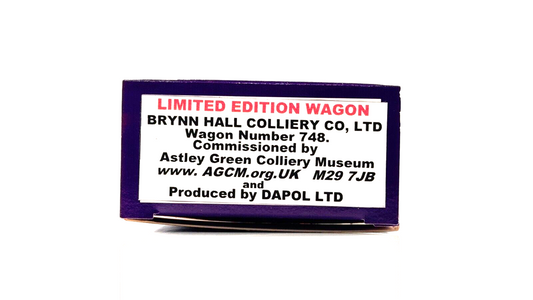 LIMITED EDITION WAGON
BRYNN HALL COLLIERY CO, LTD
Wagon Number 748.
Commissioned by
Astley Green Colliery Museum
www. AGCM.org.UK M29 7JB
and
Produced by DAPOL LTD